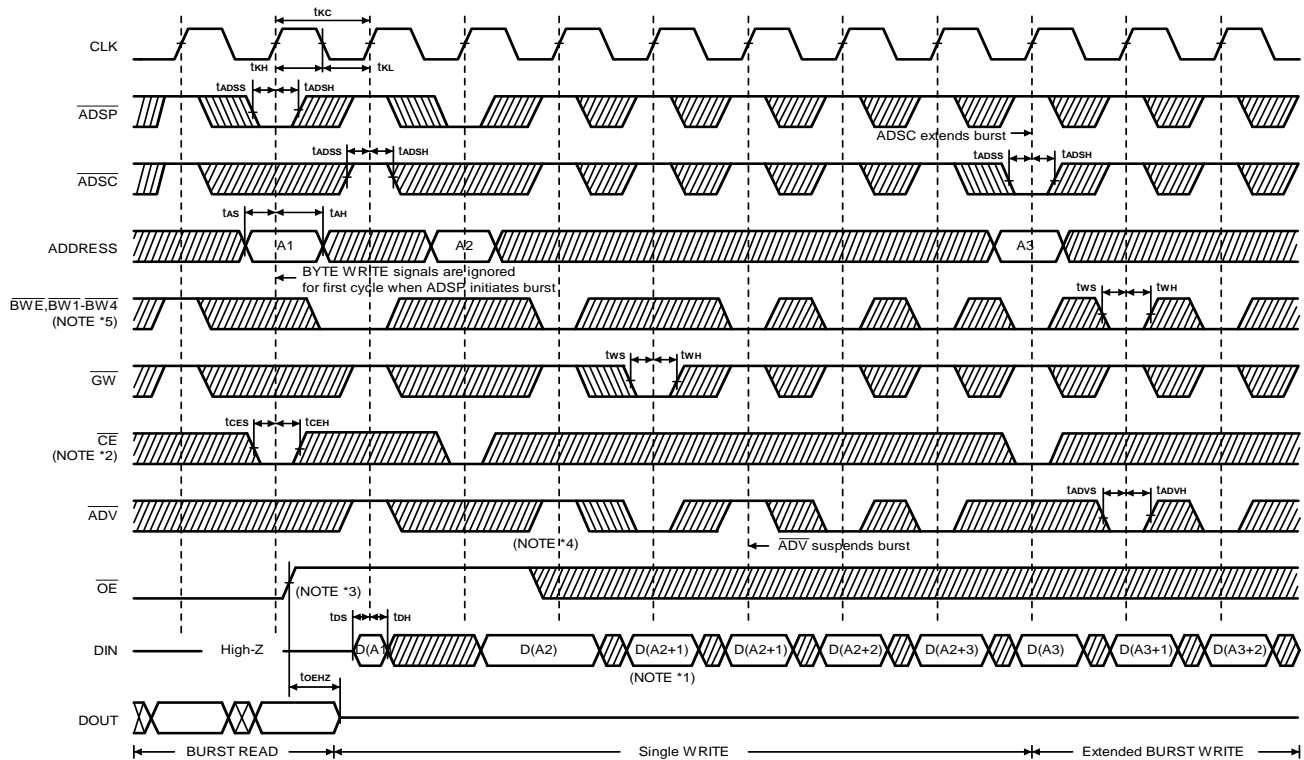 tKC
CLK
tKH
tKL
tADSS
tADSH
ADSP
ADSC extends burst
tADSS
tADSH
tADSS
tADSH
ADSC
tAS
tAH
ADDRESS
A1
A2
A3
BYTE WRITE signals are ignored
for first cycle when ADSP initiates burst
BWE,BW1-BW4
(NOTE *5)
tWS
tWH
tWS
tWH
GW
tCES
tCEH
CE
(NOTE *2)
tADVS
tADVH
ADV
(NOTE *4)
ADV suspends burst
OE
(NOTE *3)
tDS
tDH
DIN
High-Z
D(A1
D(A2)
D(A2+1)
D(A2+1)
D(A2+2)
D(A2+3)
D(A3)
D(A3+1)
D(A3+2)
(NOTE *1)
tOEHZ
DOUT
BURST READ
Single WRITE
Extended BURST WRITE